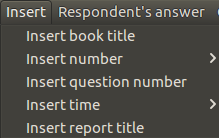 Insert Respondent's answer
Insert book title
Insert number
Insert question number
Insert time
Insert report title